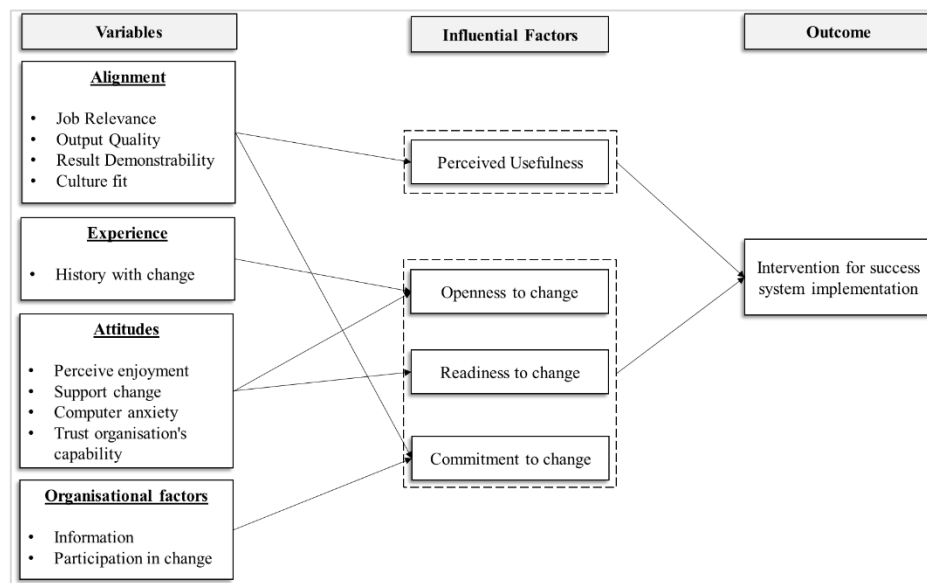 Variables
Influential Factors
Outcome
Alignment
• Job Relevance
• Output Quality
• Result Demonstrability
• Culture fit
Experience
• History with change
Attitudes
• Perceive enjoyment
• Support change
• Computer anxiety
• Trust organisation's
capability
Organisational factors
• Information
• Participation in change
Perceived Usefulness
Openness to change
Readiness to change
Commitment to change
Intervention for success
system implementation